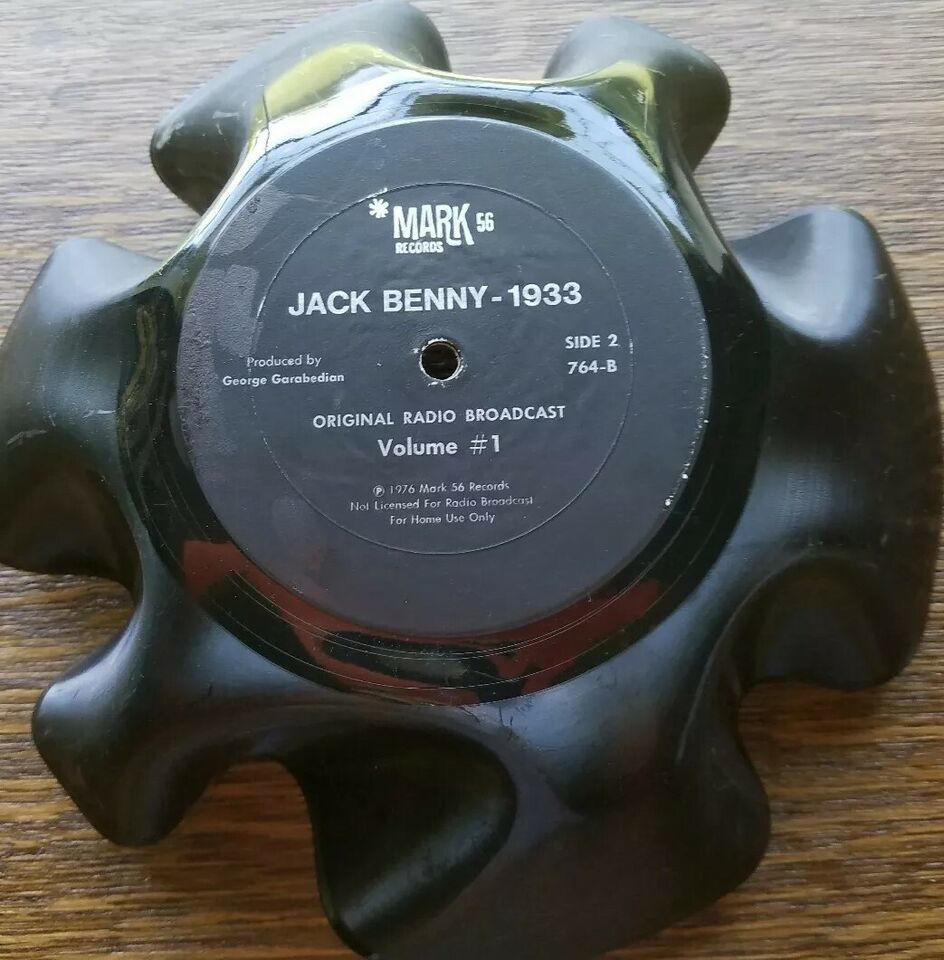 * MARK 56
RECORDS
JACK BENNY - 1933
SIDE 2
Produced by
764-B
George Garabedian
ORIGINAL RADIO BROADCAST
Volume #1
℗ 1976 Mark 56 Records
Not Licensed For Radio Broadcast
For Home Use Only